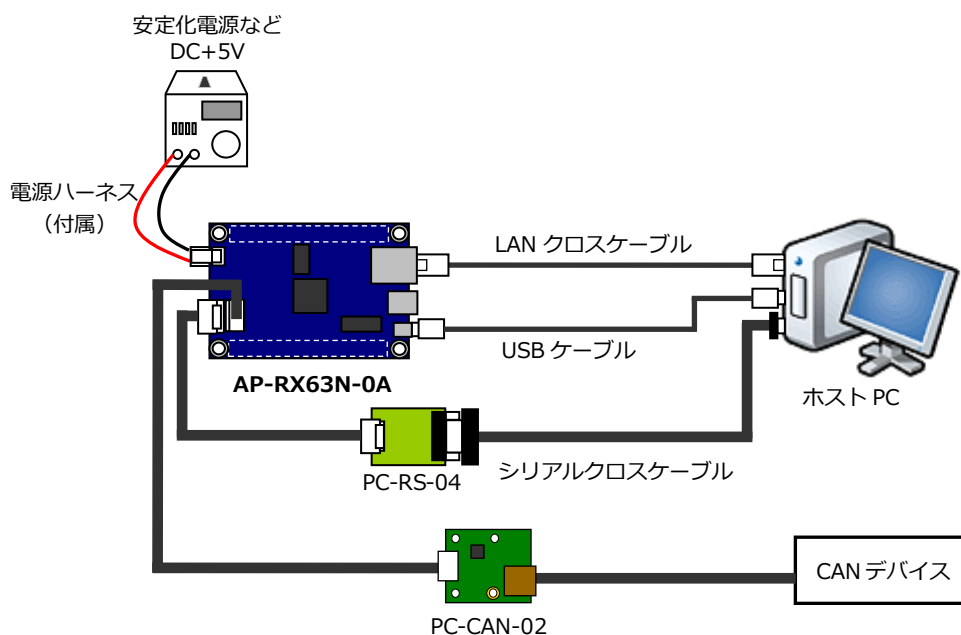 安定化電源など
DC+5V
電源ハーネス
（付属）
LAN クロスケーブル
USB ケーブル
AP-RX63N-0A
ホスト PC
PC-RS-04
シリアルクロスケーブル
CAN デバイス
PC-CAN-02